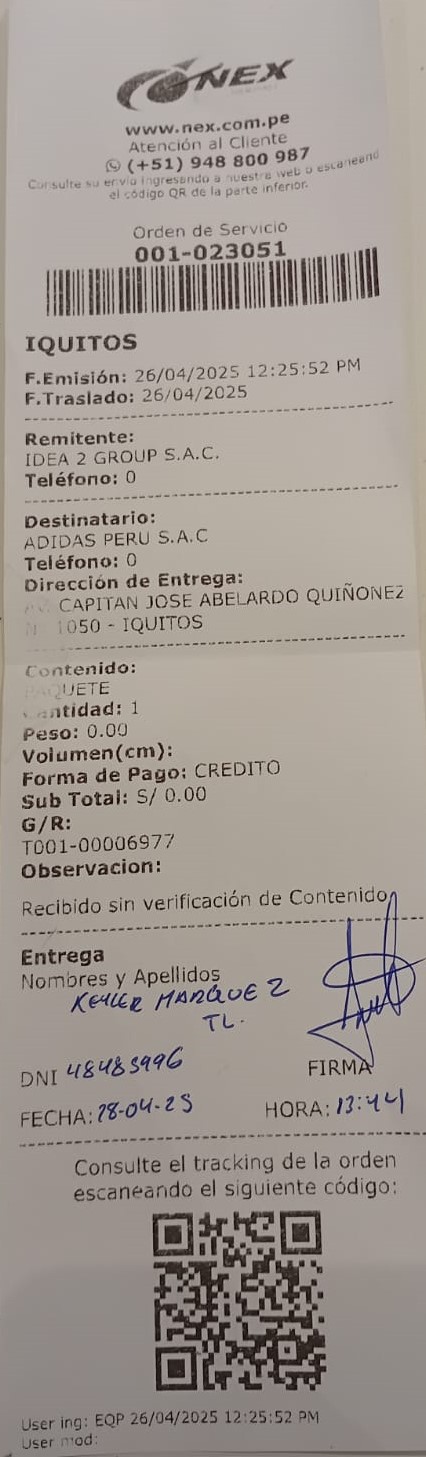 NEX
www.nex.com.pe
Atención al Cliente
(+51) 948 800 987
Consulte su envío ingresando a nuestra web o escaneand
el código QR de la parte inferior.
Orden de Servicio
001-023051
IQUITOS
F.Emisión: 26/04/2025 12:25:52 PM
F.Traslado: 26/04/2025
Remitente:
IDEA 2 GROUP S.A.C.
Teléfono: 0
Destinatario:
ADIDAS PERU S.A.C
Teléfono: 0
Dirección de Entrega:
CAPITAN JOSE ABELARDO QUIÑONEZ
1050 - IQUITOS
Contenido:
PAQUETE
Cantidad: 1
Peso: 0.00
Volumen(cm):
Forma de Pago: CREDITO
Sub Total: S/ 0.00
G/R:
T001-00006977
Observacion:
Recibido sin verificación de Contenido
Entrega
Nombres y Apellidos
KELLER MARQUEZ
TL.
DNI 48483996
FIRMA
FECHA: 28-04-25 HORA: 13:44
Consulte el tracking de la orden
escaneando el siguiente código:
User ing: EQP 26/04/2025 12:25:52 PM
User mod: